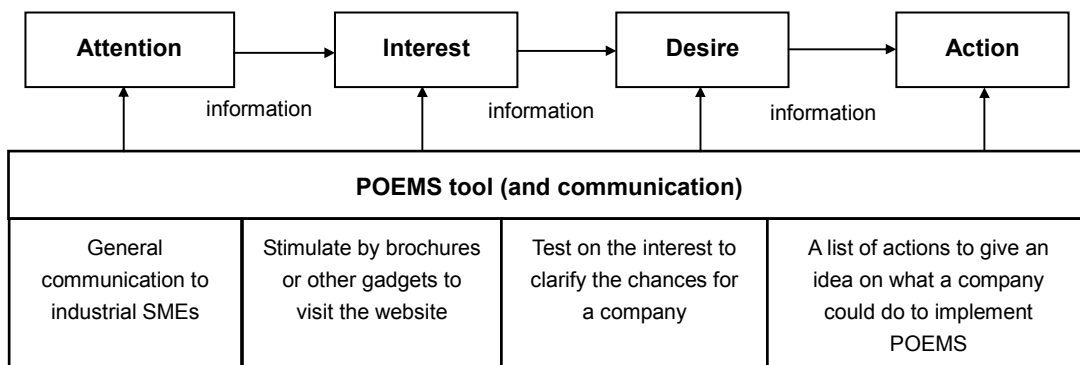 Attention
Interest
Desire
Action
information
information
information
POEMS tool (and communication)
General
communication to
industrial SMEs
Stimulate by brochures
or other gadgets to
visit the website
Test on the interest to
clarify the chances for
a company
A list of actions to give an
idea on what a company
could do to implement
POEMS